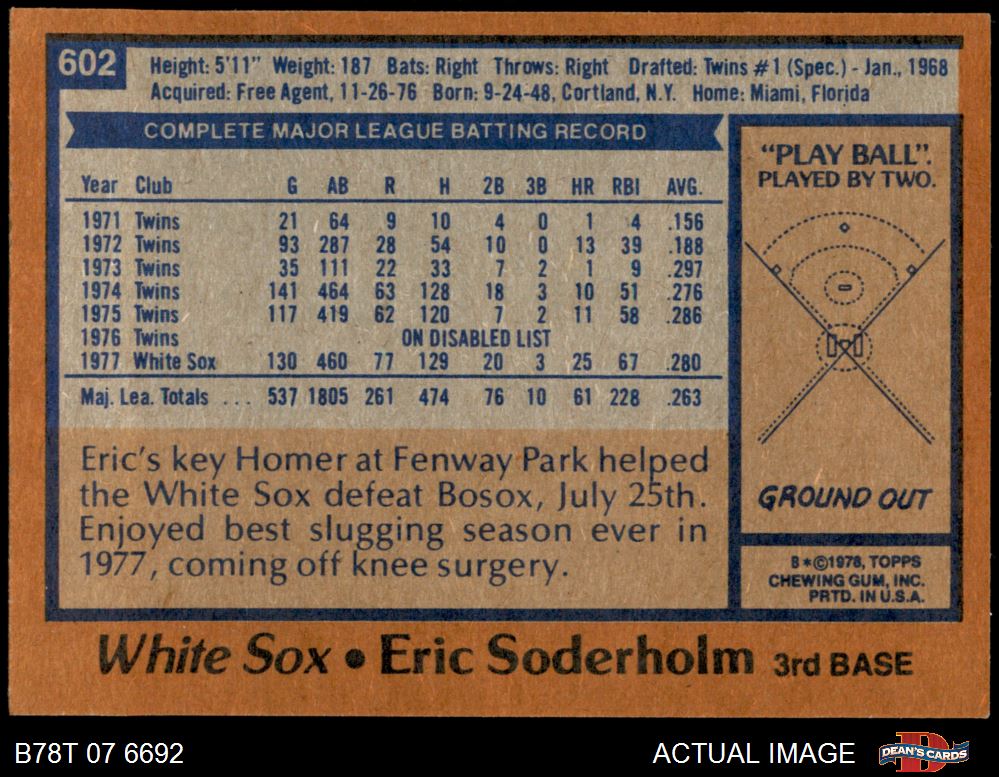 602
Height: 5'11" Weight: 187 Bats: Right Throws: Right Drafted: Twins #1 (Spec.) - Jan., 1968
Acquired: Free Agent, 11-26-76 Born: 9-24-48, Cortland, N.Y. Home: Miami, Florida
COMPLETE MAJOR LEAGUE BATTING RECORD
Year Club G AB R H 2B 3B HR RBI AVG.
1971 Twins 21 64 9 10 4 0 1 4 .156
1972 Twins 93 287 28 54 10 0 13 39 .188
1973 Twins 35 111 22 33 7 2 1 9 .297
1974 Twins 141 464 63 128 18 3 10 51 .276
1975 Twins 117 419 62 120 7 2 11 58 .286
1976 Twins ON DISABLED LIST
1977 White Sox 130 460 77 129 20 3 25 67 .280
Maj. Lea. Totals ... 537 1805 261 474 76 10 61 228 .263
Eric's key Homer at Fenway Park helped
the White Sox defeat Bosox, July 25th.
Enjoyed best slugging season ever in
1977, coming off knee surgery.
"PLAY BALL".
PLAYED BY TWO.
GROUND OUT
B*©1978, TOPPS
CHEWING GUM, INC.
PRTD. IN U.S.A.
White Sox • Eric Soderholm 3rd BASE
B78T 07 6692
ACTUAL IMAGE
D
DEAN'S CARDS